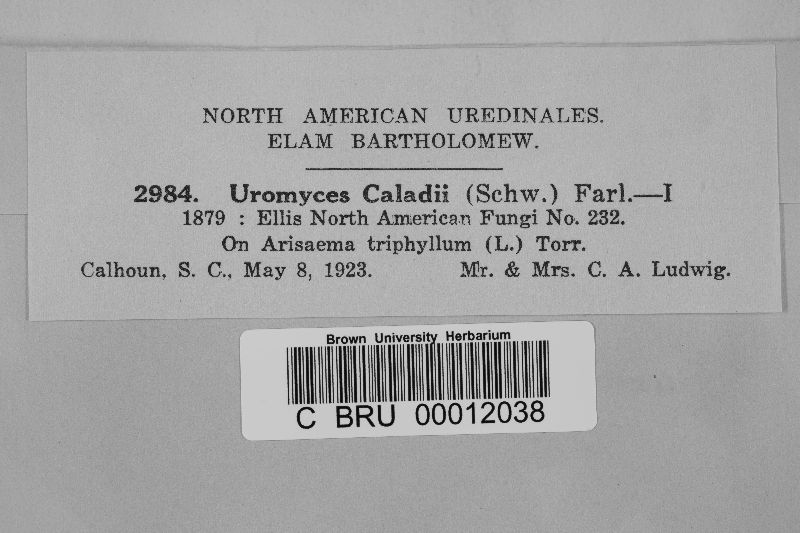 NORTH AMERICAN UREDINALES.
ELAM BARTHOLOMEW.
2984. Uromyces Caladii (Schw.) Farl.—I
1879 : Ellis North American Fungi No. 232.
On Arisaema triphyllum (L.) Torr.
Calhoun, S. C., May 8, 1923. Mr. & Mrs. C. A. Ludwig.
Brown University Herbarium
C BRU 00012038